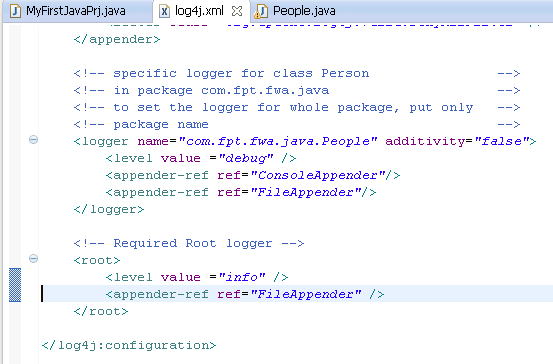 MyFirstJavaPrj.java log4j.xml People.java
</appender>
<!-- specific logger for class Person -->
<!-- in package com.fpt.fwa.java -->
<!-- to set the logger for whole package, put only -->
<!-- package name -->
<logger name="com.fpt.fwa.java.People" additivity="false">
<level value ="debug" />
<appender-ref ref="ConsoleAppender"/>
<appender-ref ref="FileAppender"/>
</logger>
<!-- Required Root logger -->
<root>
<level value ="info" />
<appender-ref ref="FileAppender" />
</root>
</log4j:configuration>